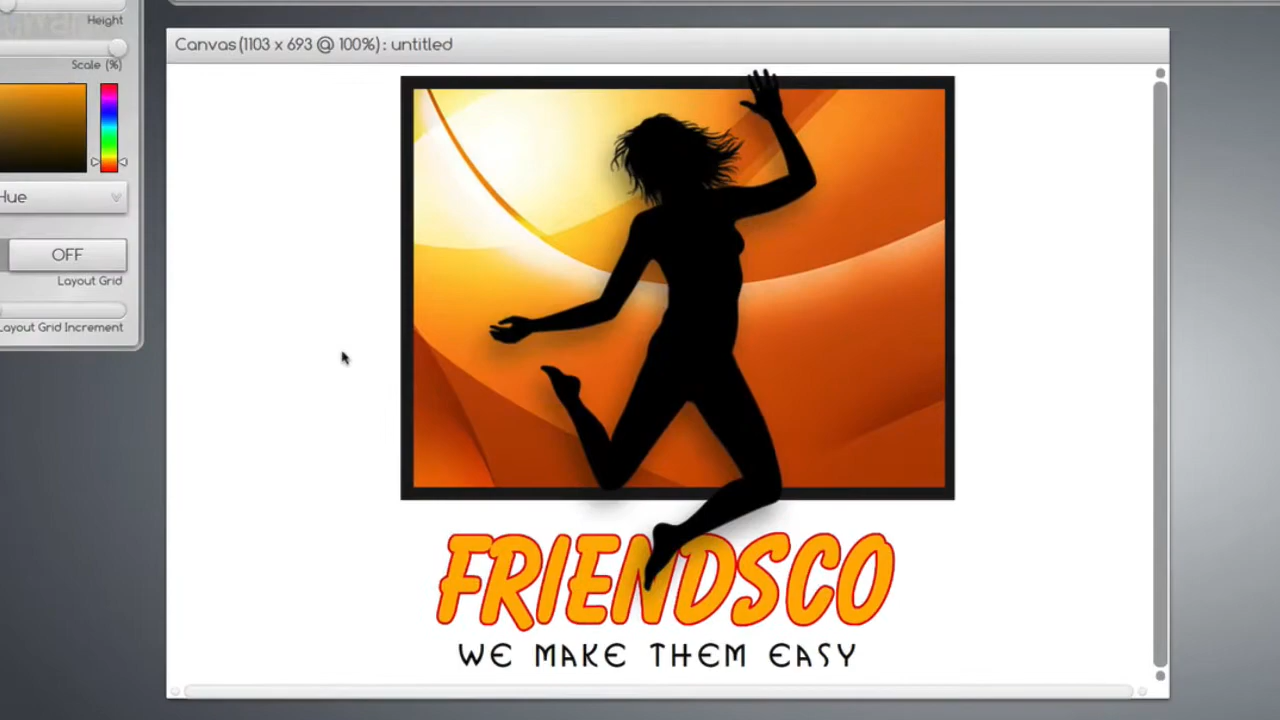 Height
Canvas(1103 x 693 @ 100%) : untitled
Scale (%)
Hue
OFF
Layout Grid
Layout Grid Increment
FRIENDSCO
WE MAKE THEM EASY